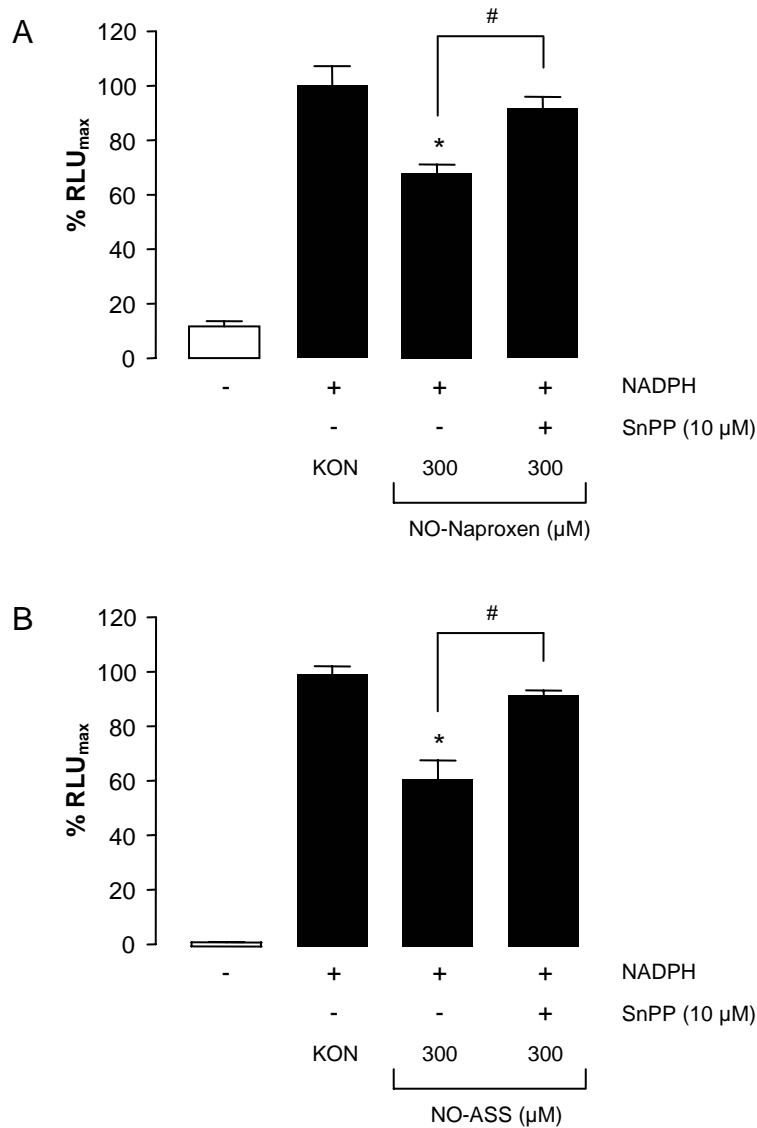 A
#
120
100
80
60
40
20
0
% RLUmax
*
- + + + NADPH
- - + SnPP (10 µM)
KON 300 300
NO-Naproxen (µM)
B
#
120
100
80
60
40
20
0
% RLUmax
*
- + + + NADPH
- - + SnPP (10 µM)
KON 300 300
NO-ASS (µM)